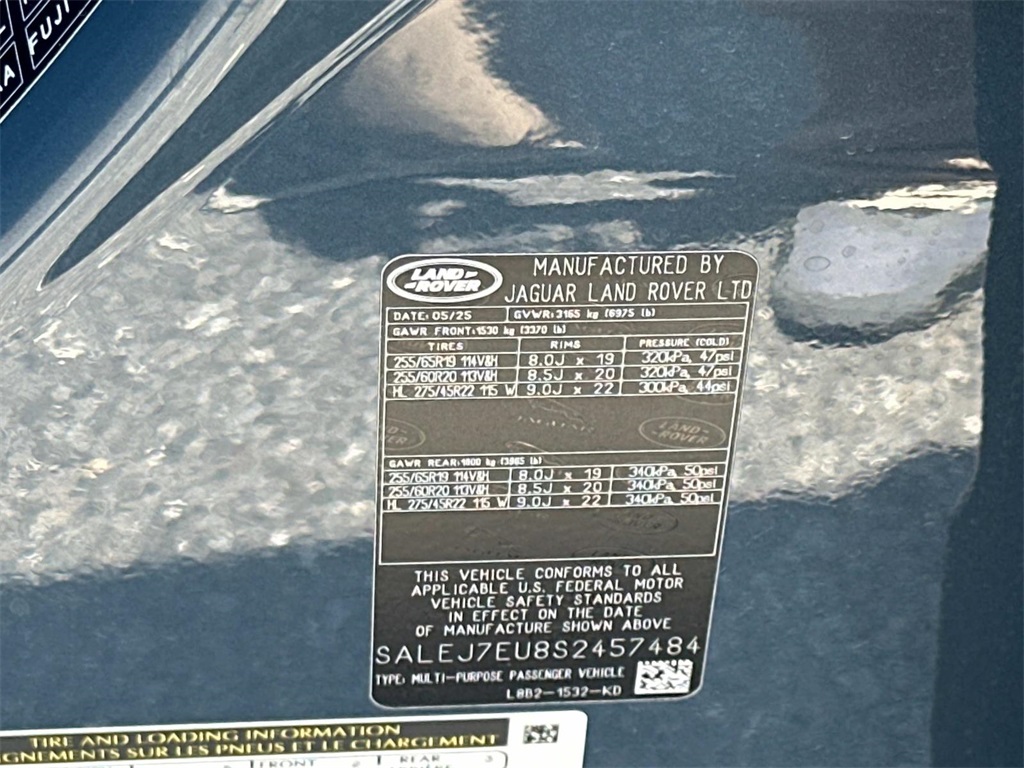 FUJI
LAND-
-ROVER
MANUFACTURED BY
JAGUAR LAND ROVER LTD
DATE: 05/25 GVWR: 3165 kg (6975 lb)
GAWR FRONT: 1530 kg (3370 lb)
TIRES RIMS PRESSURE (COLD)
255/65R19 114V&H 8.0J x 19 320kPa, 47psi
255/60R20 113V&H 8.5J x 20 320kPa, 47psi
HL 275/45R22 115 W 9.0J x 22 300kPa, 44psi
LAND-
-ROVER
GAWR REAR: 1800 kg (3965 lb)
255/65R19 114V&H 8.0J x 19 340kPa, 50psi
255/60R20 113V&H 8.5J x 20 340kPa, 50psi
HL 275/45R22 115 W 9.0J x 22 340kPa, 50psi
THIS VEHICLE CONFORMS TO ALL
APPLICABLE U.S. FEDERAL MOTOR
VEHICLE SAFETY STANDARDS
IN EFFECT ON THE DATE
OF MANUFACTURE SHOWN ABOVE
SALEJ7EU8S2457484
TYPE: MULTI-PURPOSE PASSENGER VEHICLE
L8B2-1532-KD
TIRE AND LOADING INFORMATION
GNEMENTS SUR LES PNEUS ET LE CHARGEMENT
FRONT REAR